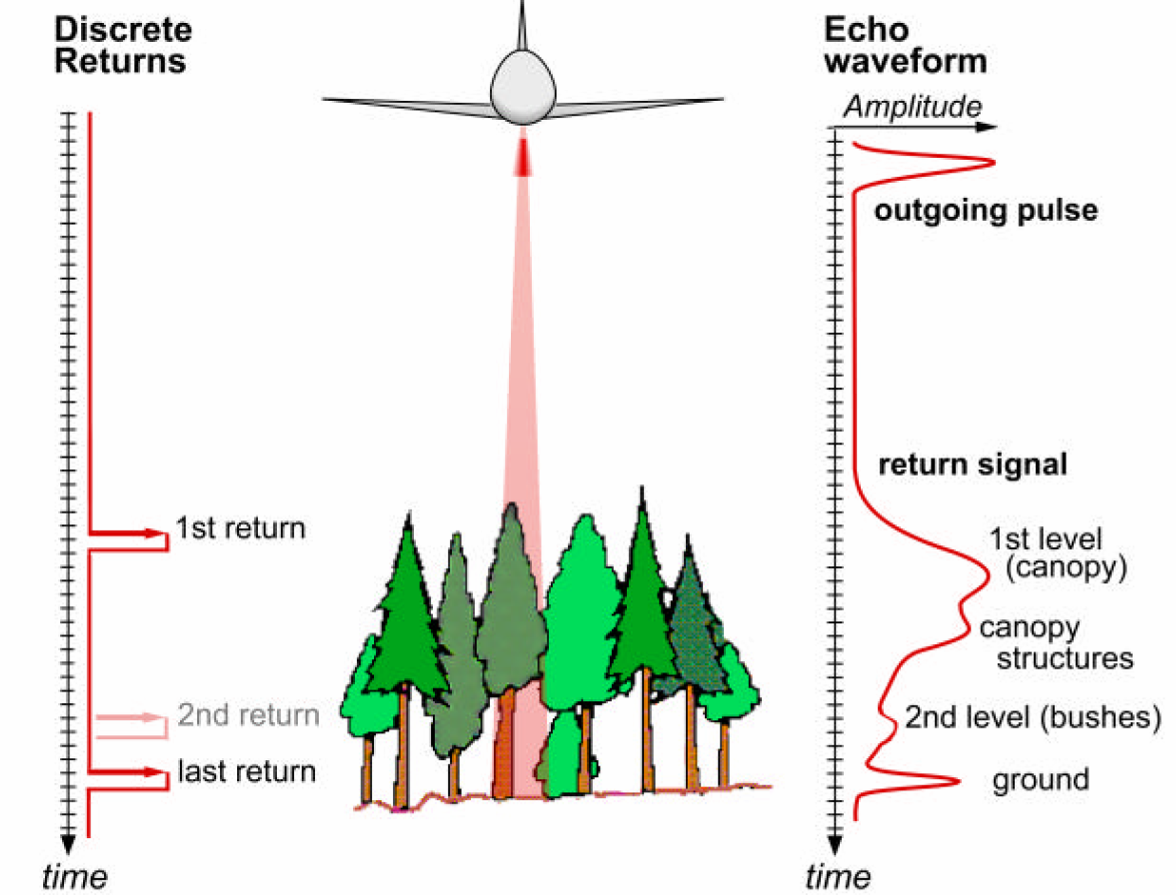 Discrete
Returns
1st return
2nd return
last return
time
Echo
waveform
Amplitude
outgoing pulse
return signal
1st level
(canopy)
canopy
structures
2nd level (bushes)
ground
time